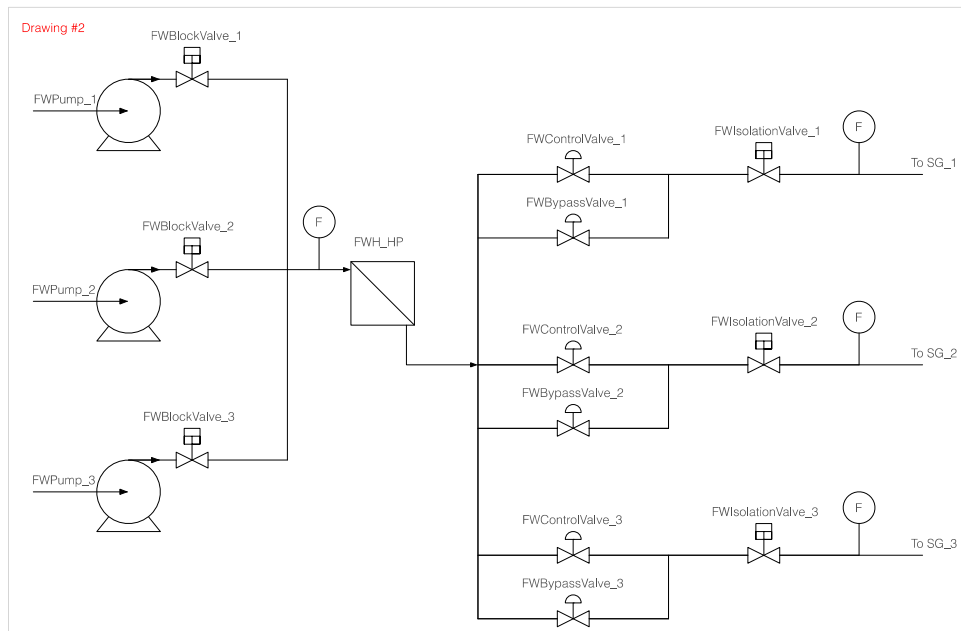 Drawing #2
FWBlockValve_1
FWPump_1
FWControlValve_1
FWIsolationValve_1
F
To SG_1
FWBypassValve_1
FWBlockValve_2
F
FWH_HP
FWPump_2
FWControlValve_2
FWIsolationValve_2
F
To SG_2
FWBypassValve_2
FWBlockValve_3
FWPump_3
FWControlValve_3
FWIsolationValve_3
F
To SG_3
FWBypassValve_3